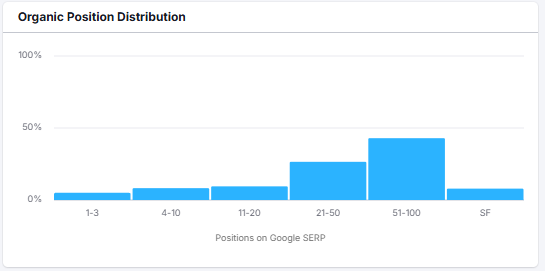 Organic Position Distribution
100%
50%
0%
1-3
4-10
11-20
21-50
51-100
SF
Positions on Google SERP